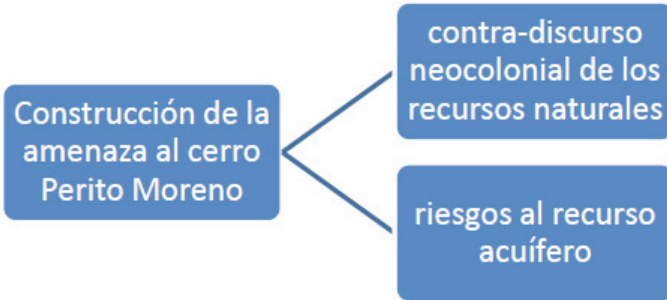 Construcción de la
amenaza al cerro
Perito Moreno
contra-discurso
neocolonial de los
recursos naturales
riesgos al recurso
acuífero